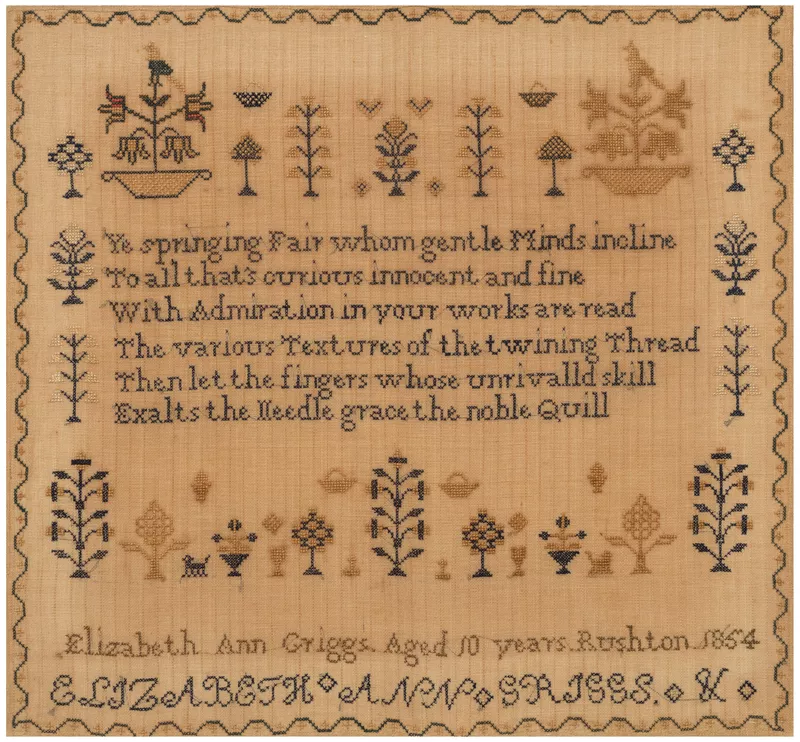 Ye springing Fair whom gentle Minds incline
To all that's curious innocent and fine
With Admiration in your works are read
The various Textures of the twining Thread
Then let the fingers whose unrivalld skill
Exalts the Needle grace the noble Quill
Elizabeth Ann Griggs. Aged 10 years. Rushton 1854
ELIZABETH ANN GRIGGS. &